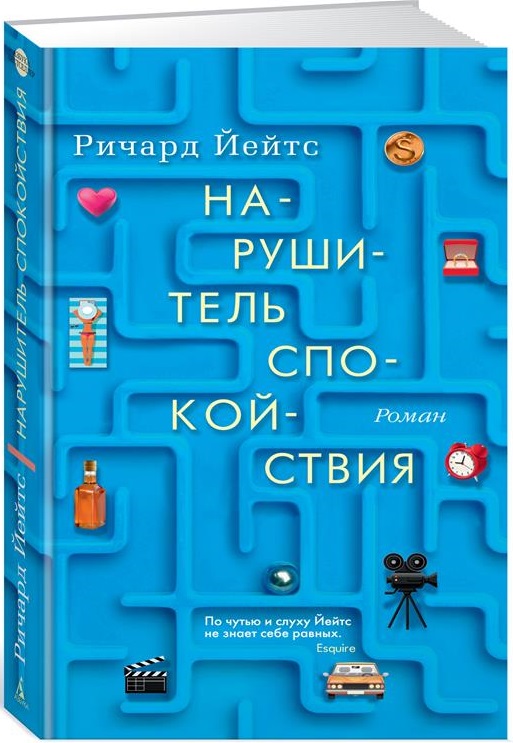 Ричард Йейтс
НА-
РУШИ-
ТЕЛЬ
СПО-
КОЙ-
СТВИЯ
Роман
По чутью и слуху Йейтс
не знает себе равных.
Esquire
Ричард Йейтс / НАРУШИТЕЛЬ СПОКОЙСТВИЯ